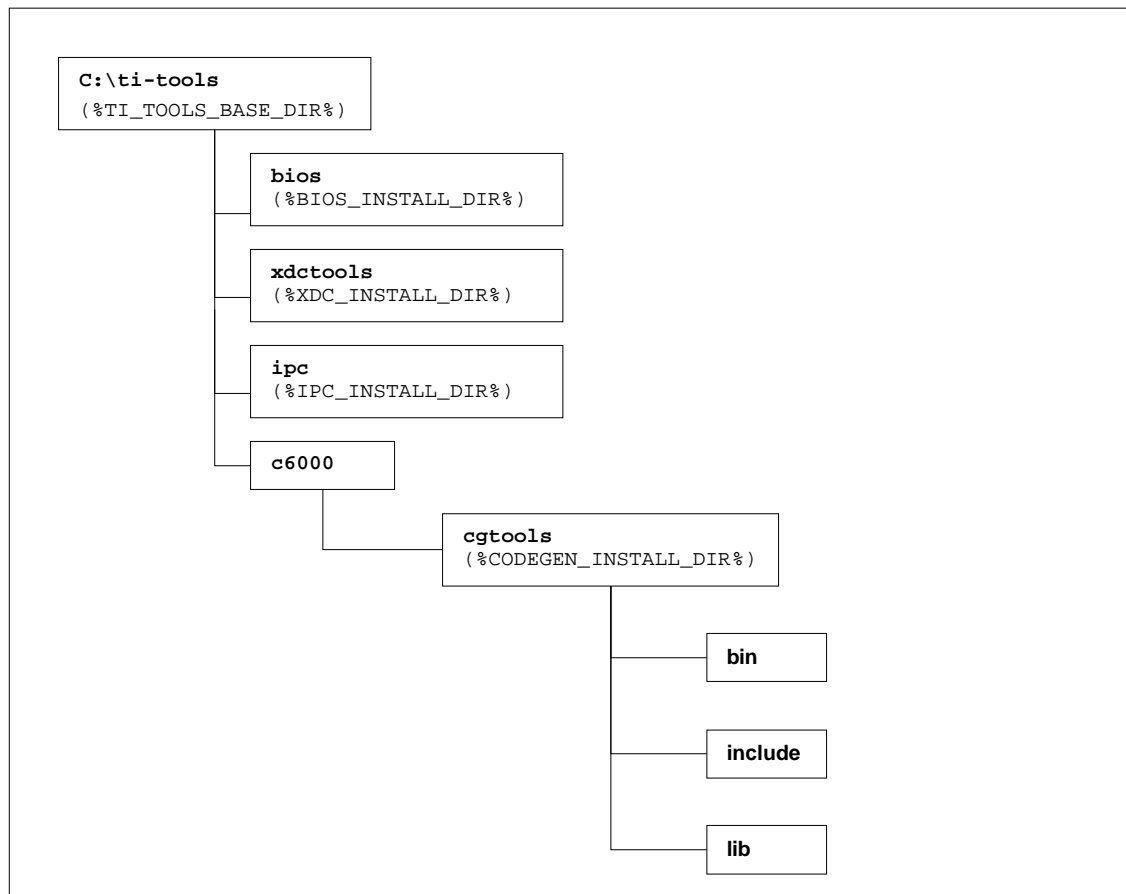 C:\ti-tools
(%TI_TOOLS_BASE_DIR%)
bios
(%BIOS_INSTALL_DIR%)
xdctools
(%XDC_INSTALL_DIR%)
ipc
(%IPC_INSTALL_DIR%)
c6000
cgtools
(%CODEGEN_INSTALL_DIR%)
bin
include
lib